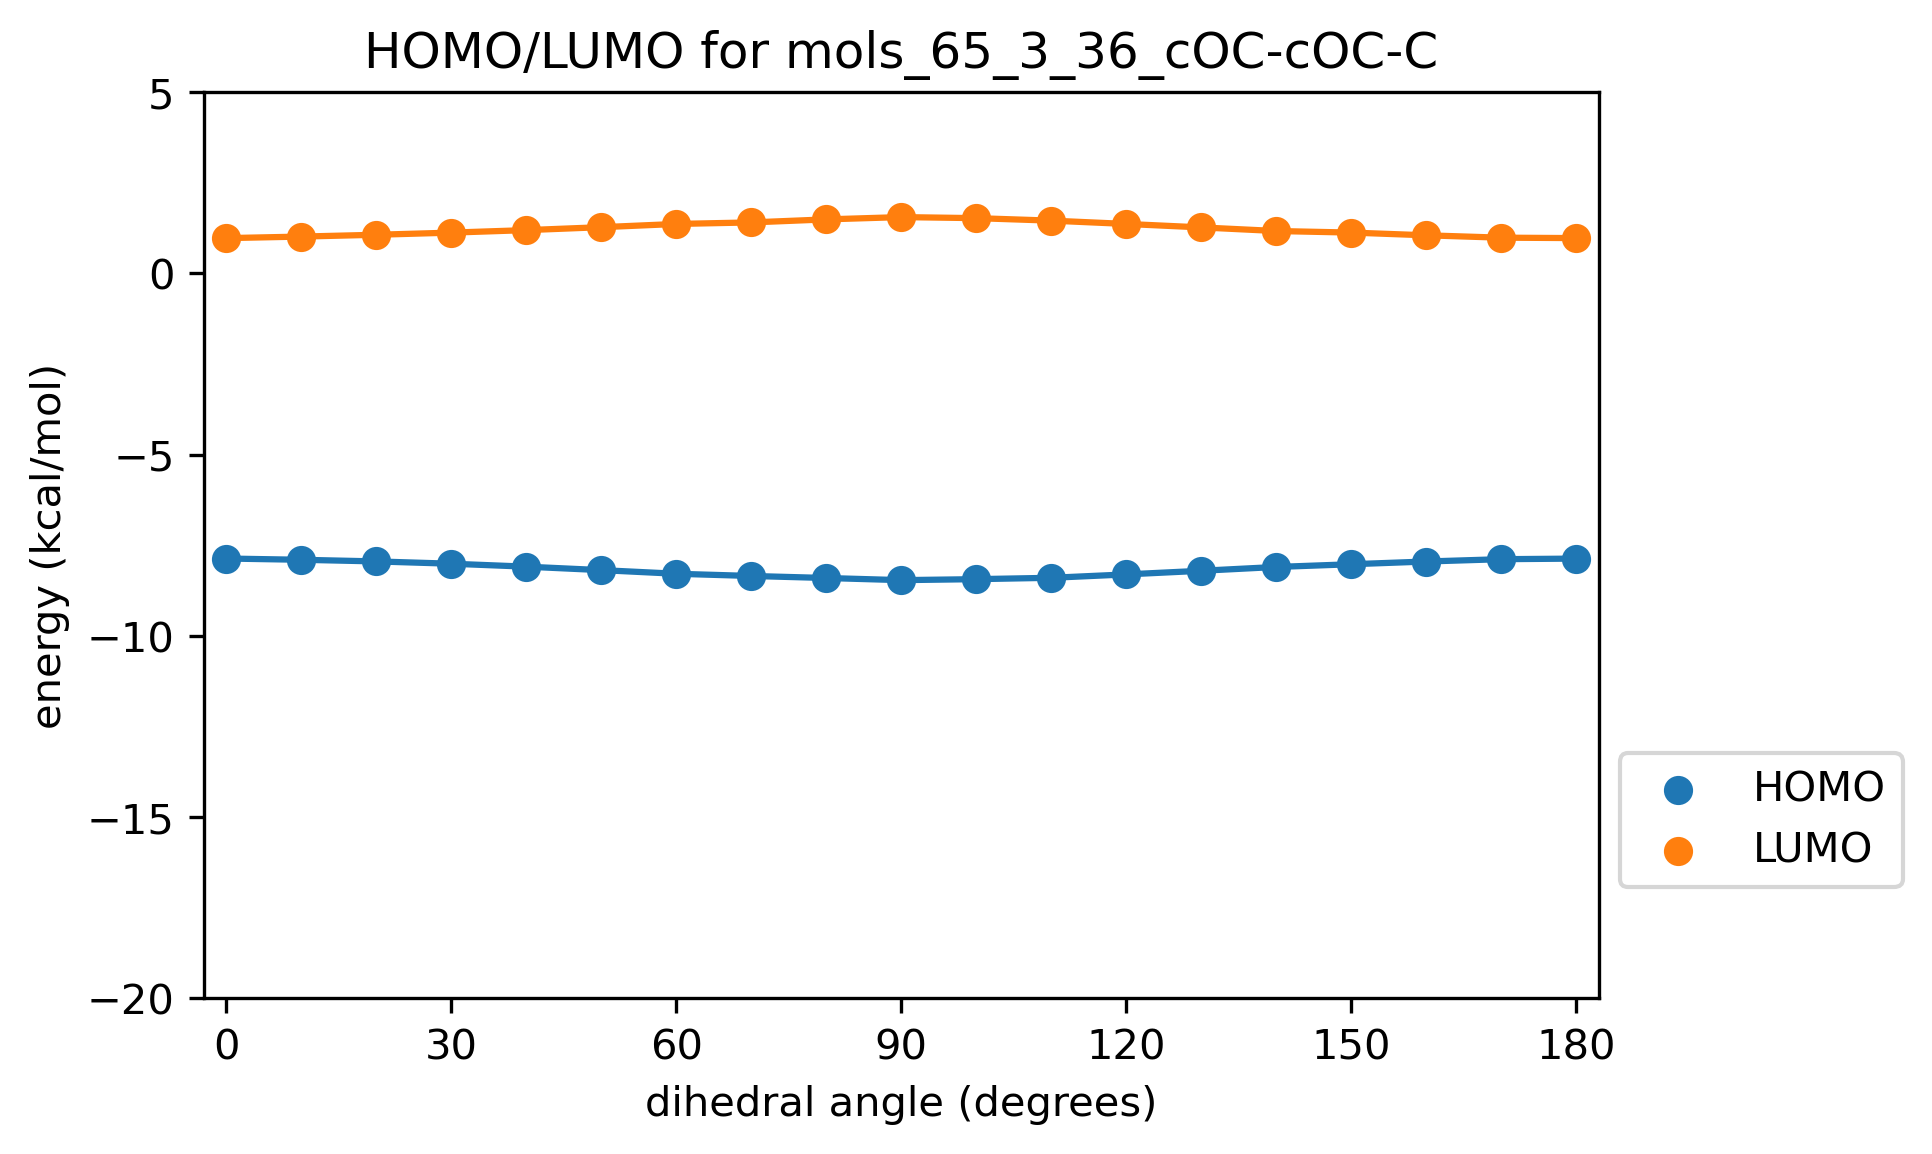 HOMO/LUMO for mols_65_3_36_cOC-cOC-C
5
0
−5
−10
−15
−20
energy (kcal/mol)
0 30 60 90 120 150 180
dihedral angle (degrees)
HOMO
LUMO